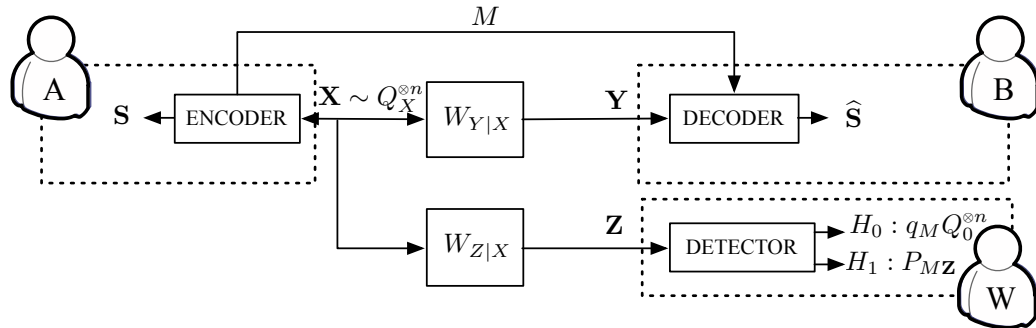 M
A
S
ENCODER
X ∼ Q_X^{⊗n}
W_{Y|X}
Y
DECODER
Ŝ
B
W_{Z|X}
Z
DETECTOR
H_0 : q_M Q_0^{⊗n}
H_1 : P_{MZ}
W